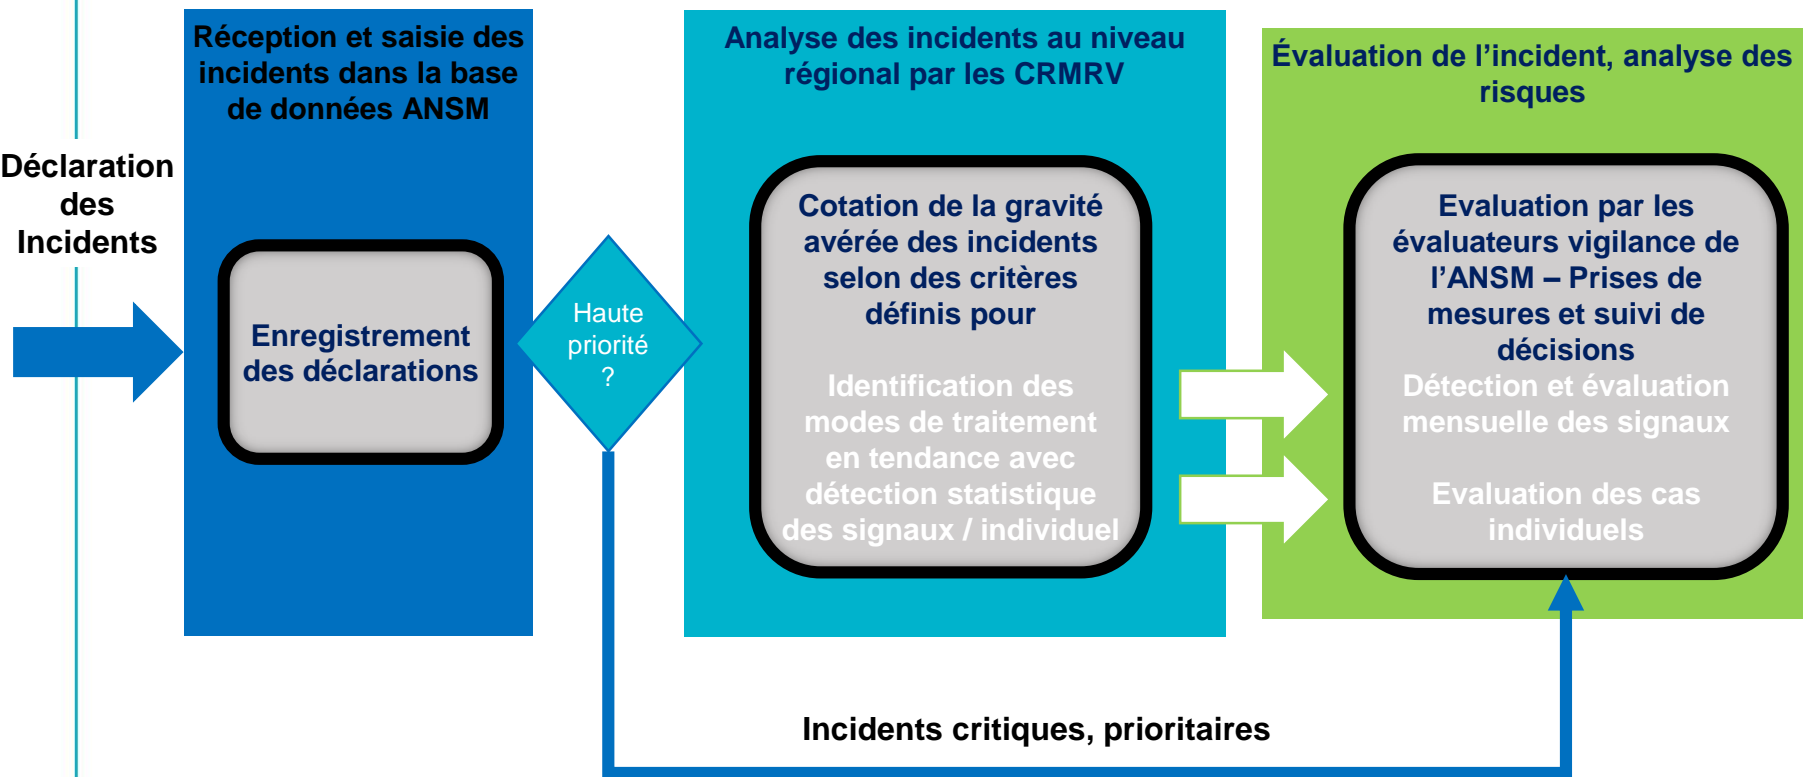 Déclaration
des
Incidents
Réception et saisie des
incidents dans la base
de données ANSM
Enregistrement
des déclarations
Haute
priorité
?
Analyse des incidents au niveau
régional par les CRMRV
Cotation de la gravité
avérée des incidents
selon des critères
définis pour
Identification des
modes de traitement
en tendance avec
détection statistique
des signaux / individuel
Évaluation de l’incident, analyse des
risques
Evaluation par les
évaluateurs vigilance de
l’ANSM – Prises de
mesures et suivi de
décisions
Détection et évaluation
mensuelle des signaux
Evaluation des cas
individuels
Incidents critiques, prioritaires